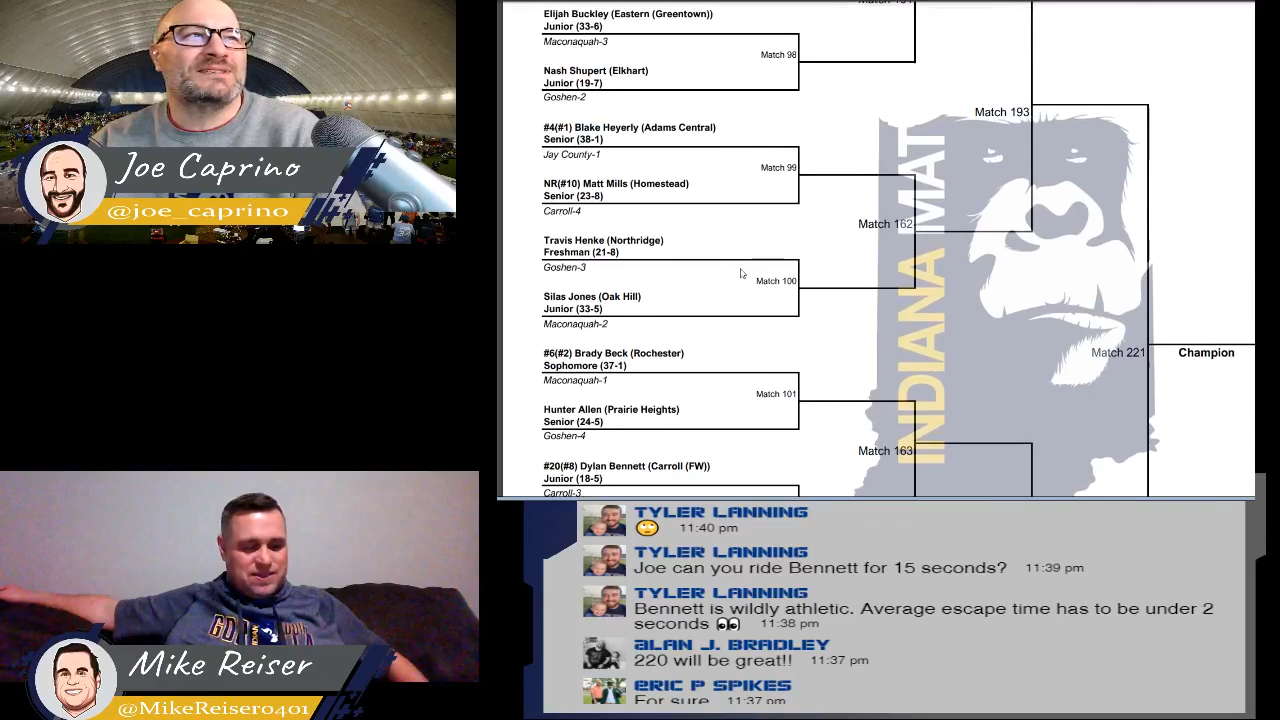 Joe Caprino
@joe_caprino
Elijah Buckley (Eastern (Greentown))
Junior (33-6)
Maconaquah-3
Match 98
Nash Shupert (Elkhart)
Junior (19-7)
Goshen-2
#4(#1) Blake Heyerly (Adams Central)
Senior (38-1)
Jay County-1
Match 99
NR(#10) Matt Mills (Homestead)
Senior (23-8)
Carroll-4
Travis Henke (Northridge)
Freshman (21-8)
Goshen-3
Match 100
Silas Jones (Oak Hill)
Junior (33-5)
Maconaquah-2
#6(#2) Brady Beck (Rochester)
Sophomore (37-1)
Maconaquah-1
Match 101
Hunter Allen (Prairie Heights)
Senior (24-5)
Goshen-4
#20(#8) Dylan Bennett (Carroll (FW))
Junior (18-5)
Carroll-3
Match 162
Match 163
Match 193
Match 221
Champion
INDIANA MAT
Mike Reiser
@MikeReiser0401
TYLER LANNING
🙄 11:40 pm
TYLER LANNING
Joe can you ride Bennett for 15 seconds? 11:39 pm
TYLER LANNING
Bennett is wildly athletic. Average escape time has to be under 2
seconds 👀 11:38 pm
ALAN J. BRADLEY
220 will be great!! 11:37 pm
ERIC P SPIKES
For sure 11:37 pm